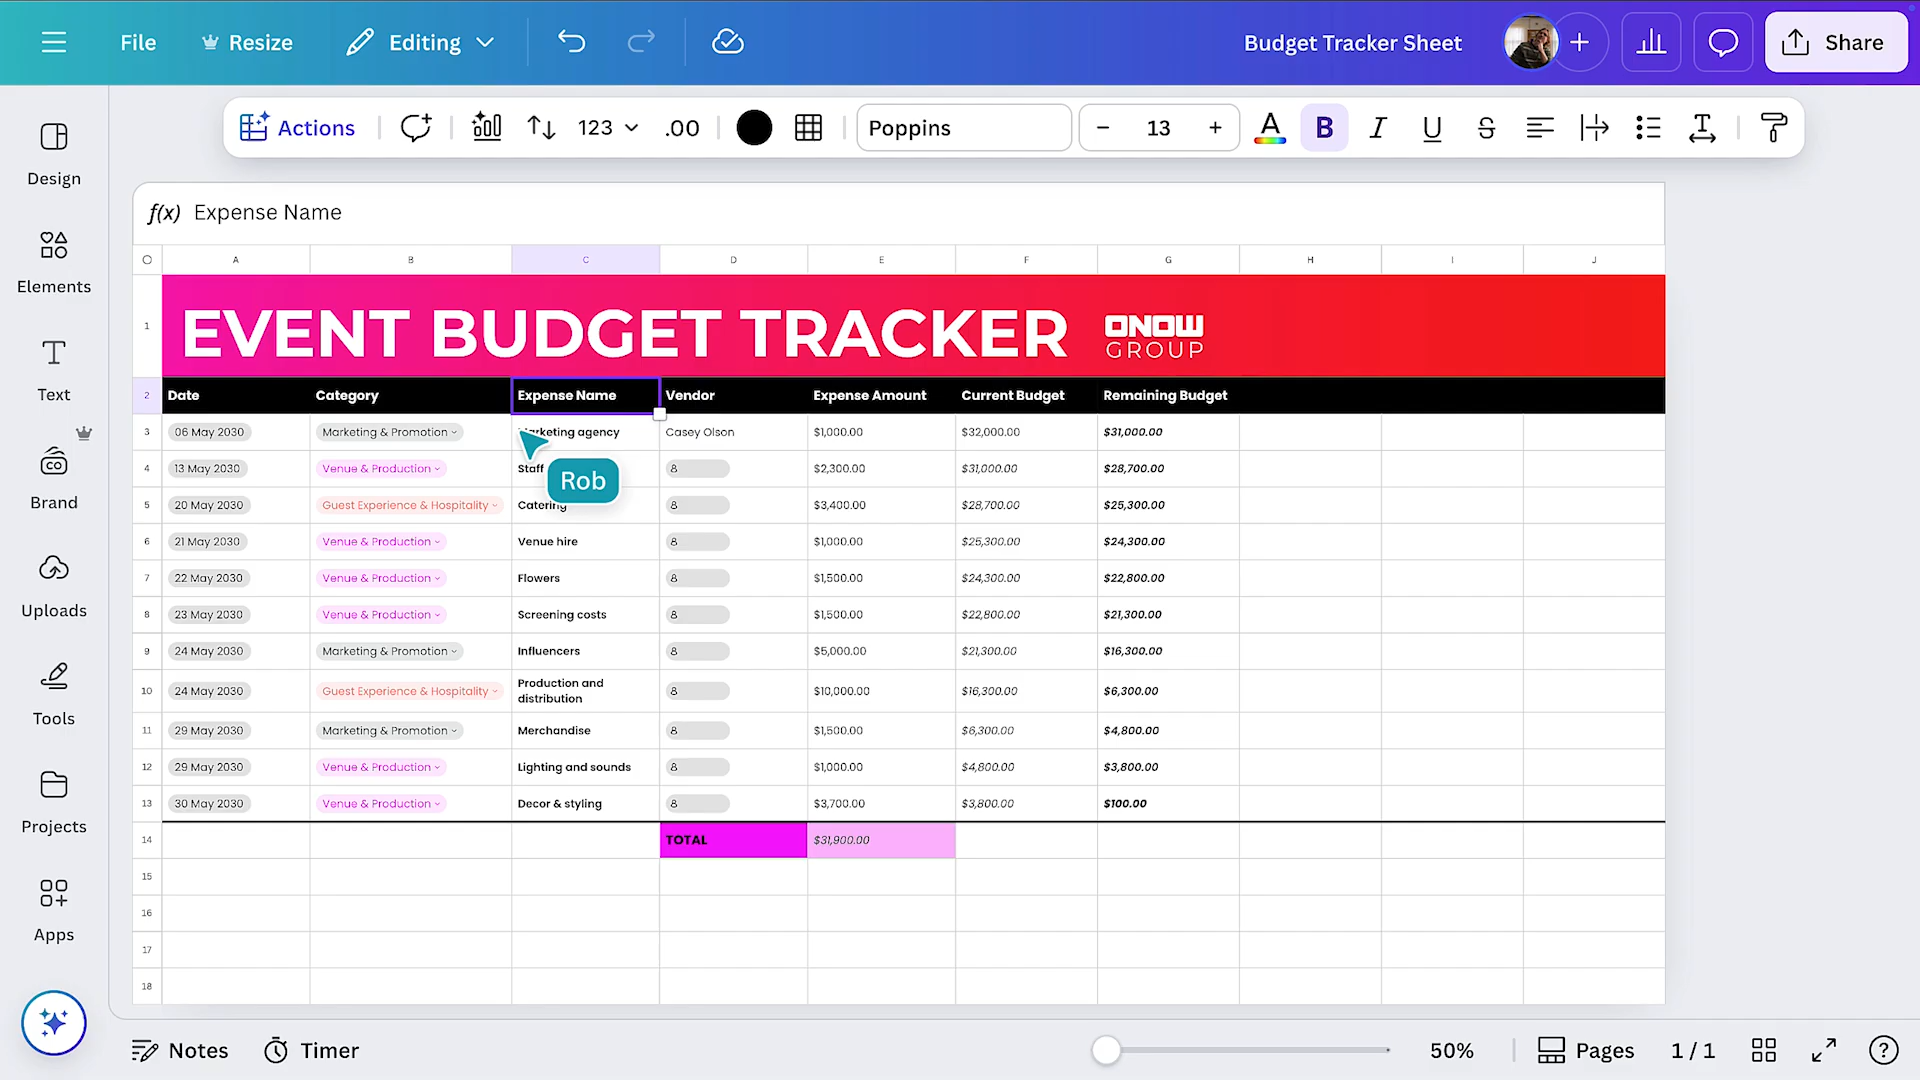 File Resize Editing Budget Tracker Sheet Share
Actions 123 .00 Poppins − 13 + A B I U S T
Design
Elements
Text
Brand
Uploads
Tools
Projects
Apps
f(x) Expense Name
A B C D E F G H I J
1 EVENT BUDGET TRACKER ONOW GROUP
2 Date Category Expense Name Vendor Expense Amount Current Budget Remaining Budget
3 06 May 2030 Marketing & Promotion agency Casey Olson $1,000.00 $32,000.00 $31,000.00
4 13 May 2030 Venue & Production Staff 8 $2,300.00 $31,000.00 $28,700.00
Rob
5 20 May 2030 Guest Experience & Hospitality Catering 8 $3,400.00 $28,700.00 $25,300.00
6 21 May 2030 Venue & Production Venue hire 8 $1,000.00 $25,300.00 $24,300.00
7 22 May 2030 Venue & Production Flowers 8 $1,500.00 $24,300.00 $22,800.00
8 23 May 2030 Venue & Production Screening costs 8 $1,500.00 $22,800.00 $21,300.00
9 24 May 2030 Marketing & Promotion Influencers 8 $5,000.00 $21,300.00 $16,300.00
10 24 May 2030 Guest Experience & Hospitality Production and distribution 8 $10,000.00 $16,300.00 $6,300.00
11 29 May 2030 Marketing & Promotion Merchandise 8 $1,500.00 $6,300.00 $4,800.00
12 29 May 2030 Venue & Production Lighting and sounds 8 $1,000.00 $4,800.00 $3,800.00
13 30 May 2030 Venue & Production Decor & styling 8 $3,700.00 $3,800.00 $100.00
14 TOTAL $31,900.00
15
16
17
18
Notes Timer 50% Pages 1 / 1 ?